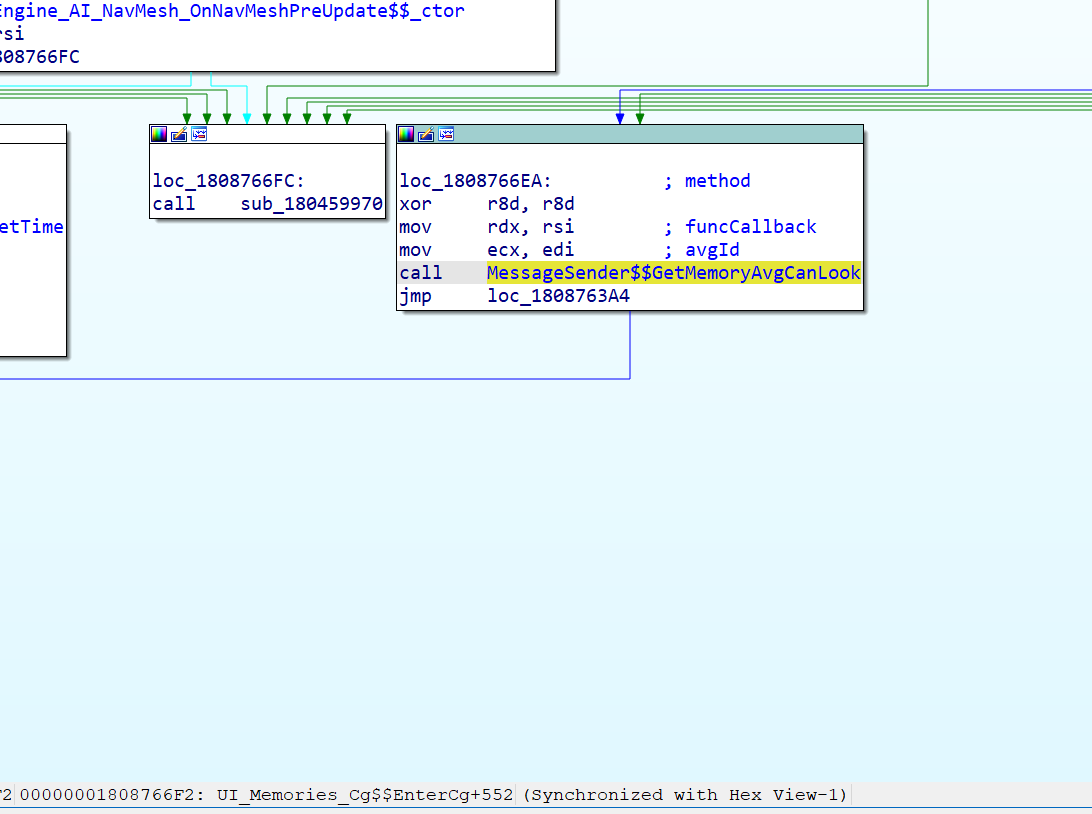 Engine_AI_NavMesh_OnNavMeshPreUpdate$$_ctor
rsi
808766FC
etTime
loc_1808766FC:
call sub_180459970
loc_1808766EA: ; method
xor r8d, r8d
mov rdx, rsi ; funcCallback
mov ecx, edi ; avgId
call MessageSender$$GetMemoryAvgCanLook
jmp loc_1808763A4
F2 00000001808766F2: UI_Memories_Cg$$EnterCg+552 (Synchronized with Hex View-1)